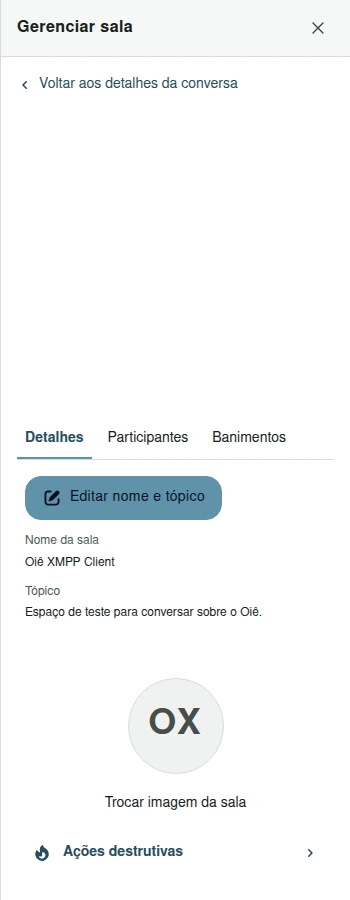 Gerenciar sala
Voltar aos detalhes da conversa
Detalhes Participantes Banimentos
Editar nome e tópico
Nome da sala
Oiê XMPP Client
Tópico
Espaço de teste para conversar sobre o Oiê.
OX
Trocar imagem da sala
Ações destrutivas